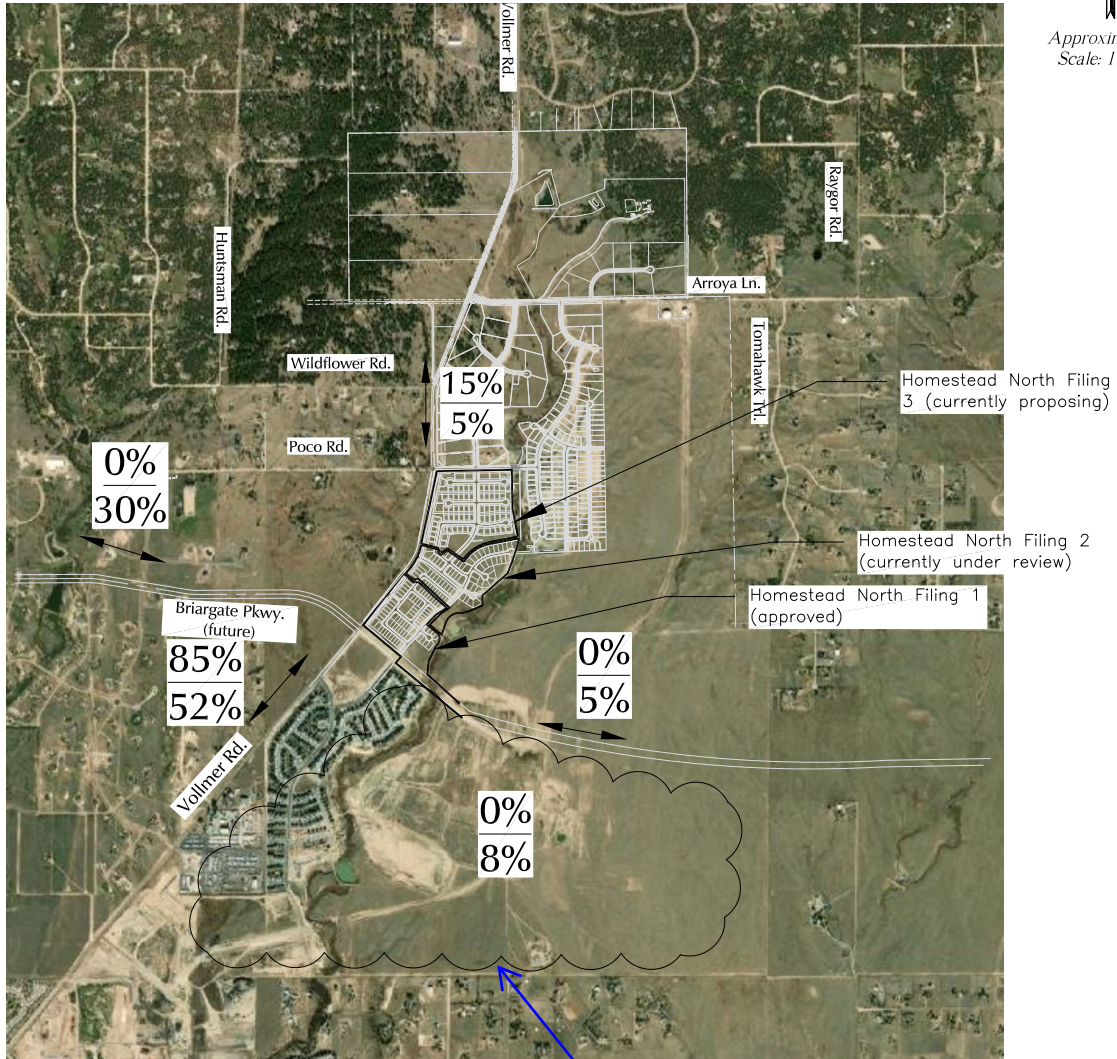 Vollmer Rd.
Scale: 1
Raygor Rd.
Huntsman Rd.
Arroya Ln.
Tomahawk Trl.
Wildflower Rd.
15%
5%
Homestead North Filing
3 (currently proposing)
Poco Rd.
0%
30%
Homestead North Filing 2
(currently under review)
Homestead North Filing 1
(approved)
Briargate Pkwy.
(future)
85%
52%
0%
5%
Vollmer Rd.
0%
8%